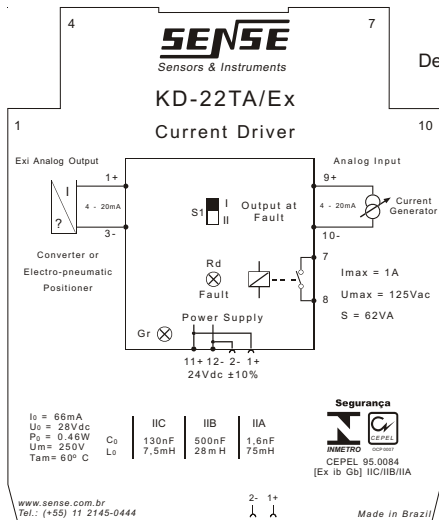 4
7
SENSE
Sensors & Instruments
De
KD-22TA/Ex
1
10
Current Driver
Exi Analog Output
Analog Input
1+
9+
I
4 - 20mA
?
3-
S1
I
II
Output at
Fault
4 - 20mA
Current
Generator
10-
Converter or
Electro-pneumatic
Positioner
7
Rd
Fault
8
Imax = 1A
Umax = 125Vac
S = 62VA
Power Supply
Gr
11+ 12- 2- 1+
24Vdc ±10%
I0 = 66mA
U0 = 28Vdc
P0 = 0.46W
Um= 250V
Tam= 60º C
IIC IIB IIA
C0 130nF 500nF 1,6nF
L0 7,5mH 28mH 75mH
Segurança
INMETRO
CEPEL
OCP 0007
CEPEL 95.0084
[Ex ib Gb] IIC/IIB/IIA
www.sense.com.br
Tel.: (+55) 11 2145-0444
2- 1+
Made in Brazil